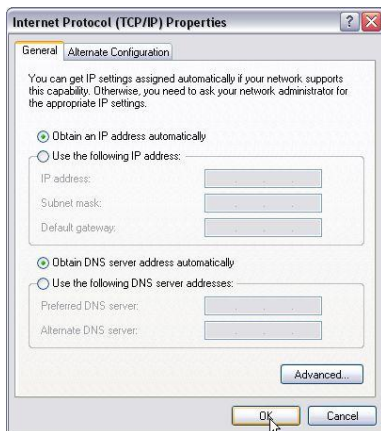 Internet Protocol (TCP/IP) Properties
General
Alternate Configuration
You can get IP settings assigned automatically if your network supports
this capability. Otherwise, you need to ask your network administrator for
the appropriate IP settings.
Obtain an IP address automatically
Use the following IP address:
IP address:
Subnet mask:
Default gateway:
Obtain DNS server address automatically
Use the following DNS server addresses:
Preferred DNS server:
Alternate DNS server:
Advanced...
OK
Cancel